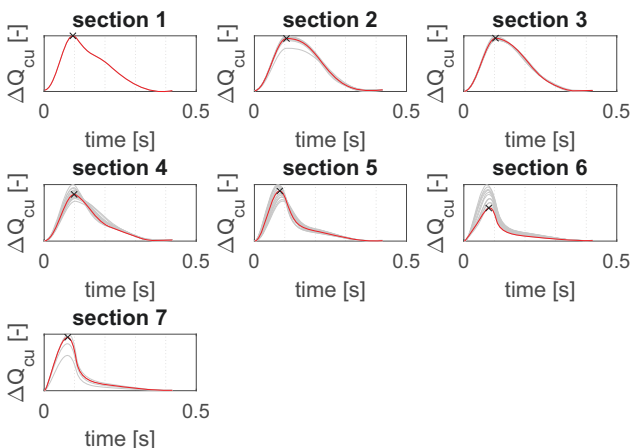 section 1
section 2
section 3
ΔQcu [-]
ΔQcu [-]
ΔQcu [-]
0
0.5
0
0.5
0
0.5
time [s]
time [s]
time [s]
section 4
section 5
section 6
ΔQcu [-]
ΔQcu [-]
ΔQcu [-]
0
0.5
0
0.5
0
0.5
time [s]
time [s]
time [s]
section 7
ΔQcu [-]
0
0.5
time [s]